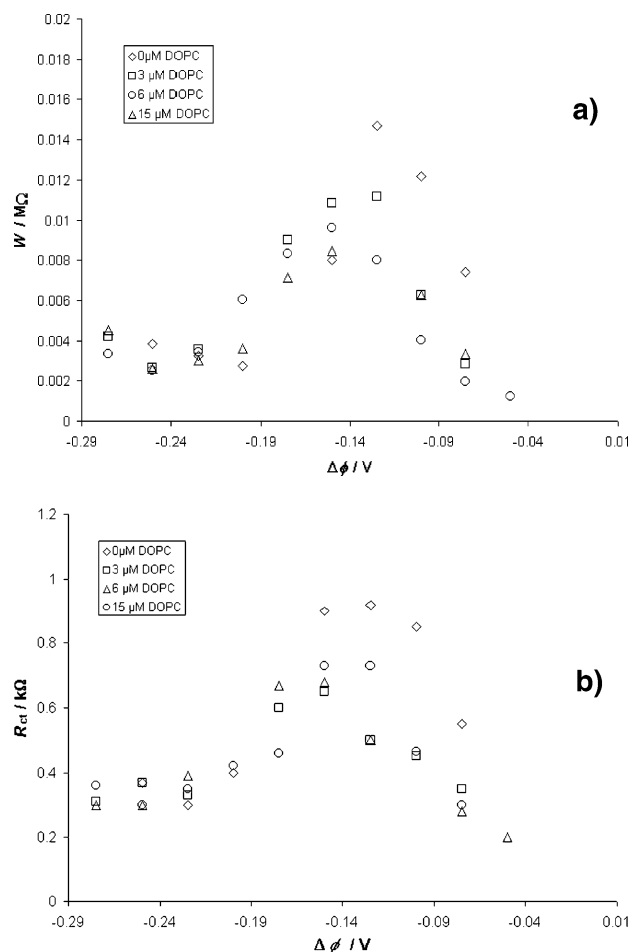 0.02
0.018
0.016
0.014
0.012
0.01
0.008
0.006
0.004
0.002
0
W / MΩ
0µM DOPC
3 µM DOPC
6 µM DOPC
15 µM DOPC
a)
-0.29 -0.24 -0.19 -0.14 -0.09 -0.04 0.01
Δϕ / V
1.2
1
0.8
0.6
0.4
0.2
0
Rct / kΩ
0µM DOPC
3 µM DOPC
6 µM DOPC
15 µM DOPC
b)
-0.29 -0.24 -0.19 -0.14 -0.09 -0.04 0.01
Δϕ / V